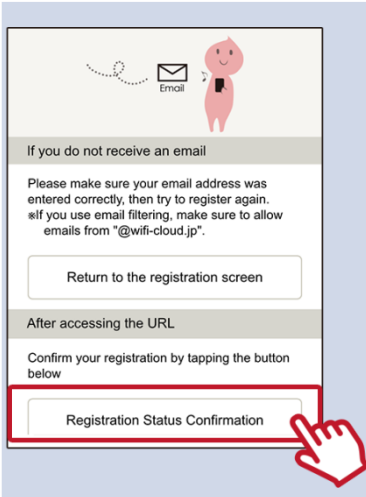 Email
If you do not receive an email
Please make sure your email address was
entered correctly, then try to register again.
※If you use email filtering, make sure to allow
emails from "@wifi-cloud.jp".
Return to the registration screen
After accessing the URL
Confirm your registration by tapping the button
below
Registration Status Confirmation